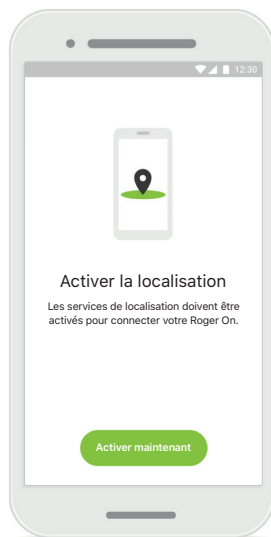 12:30
Activer la localisation
Les services de localisation doivent être
activés pour connecter votre Roger On.
Activer maintenant